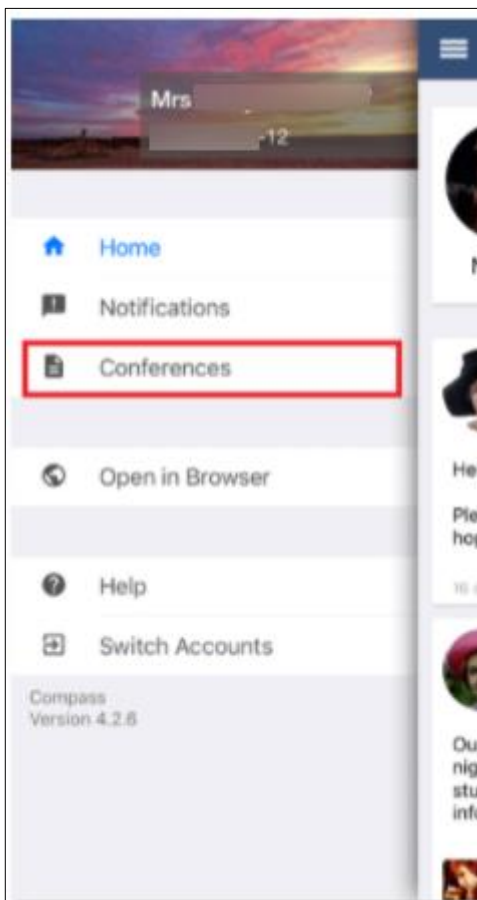 Mrs
-12
Home
Notifications
Conferences
Open in Browser
Help
Switch Accounts
Compass
Version 4.2.6
He
Ple
hop
16
Ou
nig
stu
info